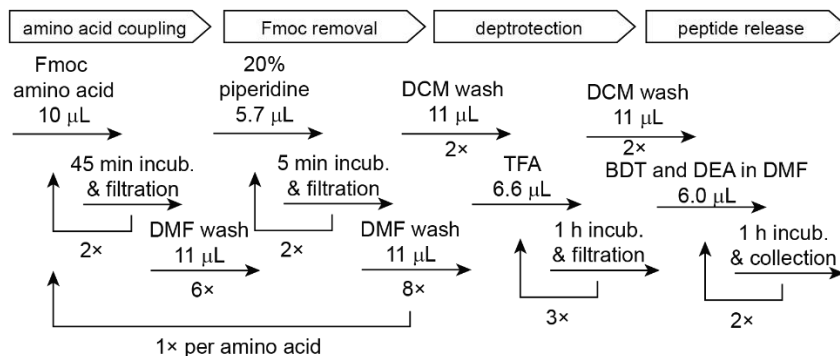 amino acid coupling
Fmoc removal
deptrotection
peptide release
Fmoc
amino acid
10 µL
45 min incub.
& filtration
2×
DMF wash
11 µL
6×
20%
piperidine
5.7 µL
5 min incub.
& filtration
2×
DMF wash
11 µL
8×
1× per amino acid
DCM wash
11 µL
2×
TFA
6.6 µL
1 h incub.
& filtration
3×
DCM wash
11 µL
2×
BDT and DEA in DMF
6.0 µL
1 h incub.
& collection
2×